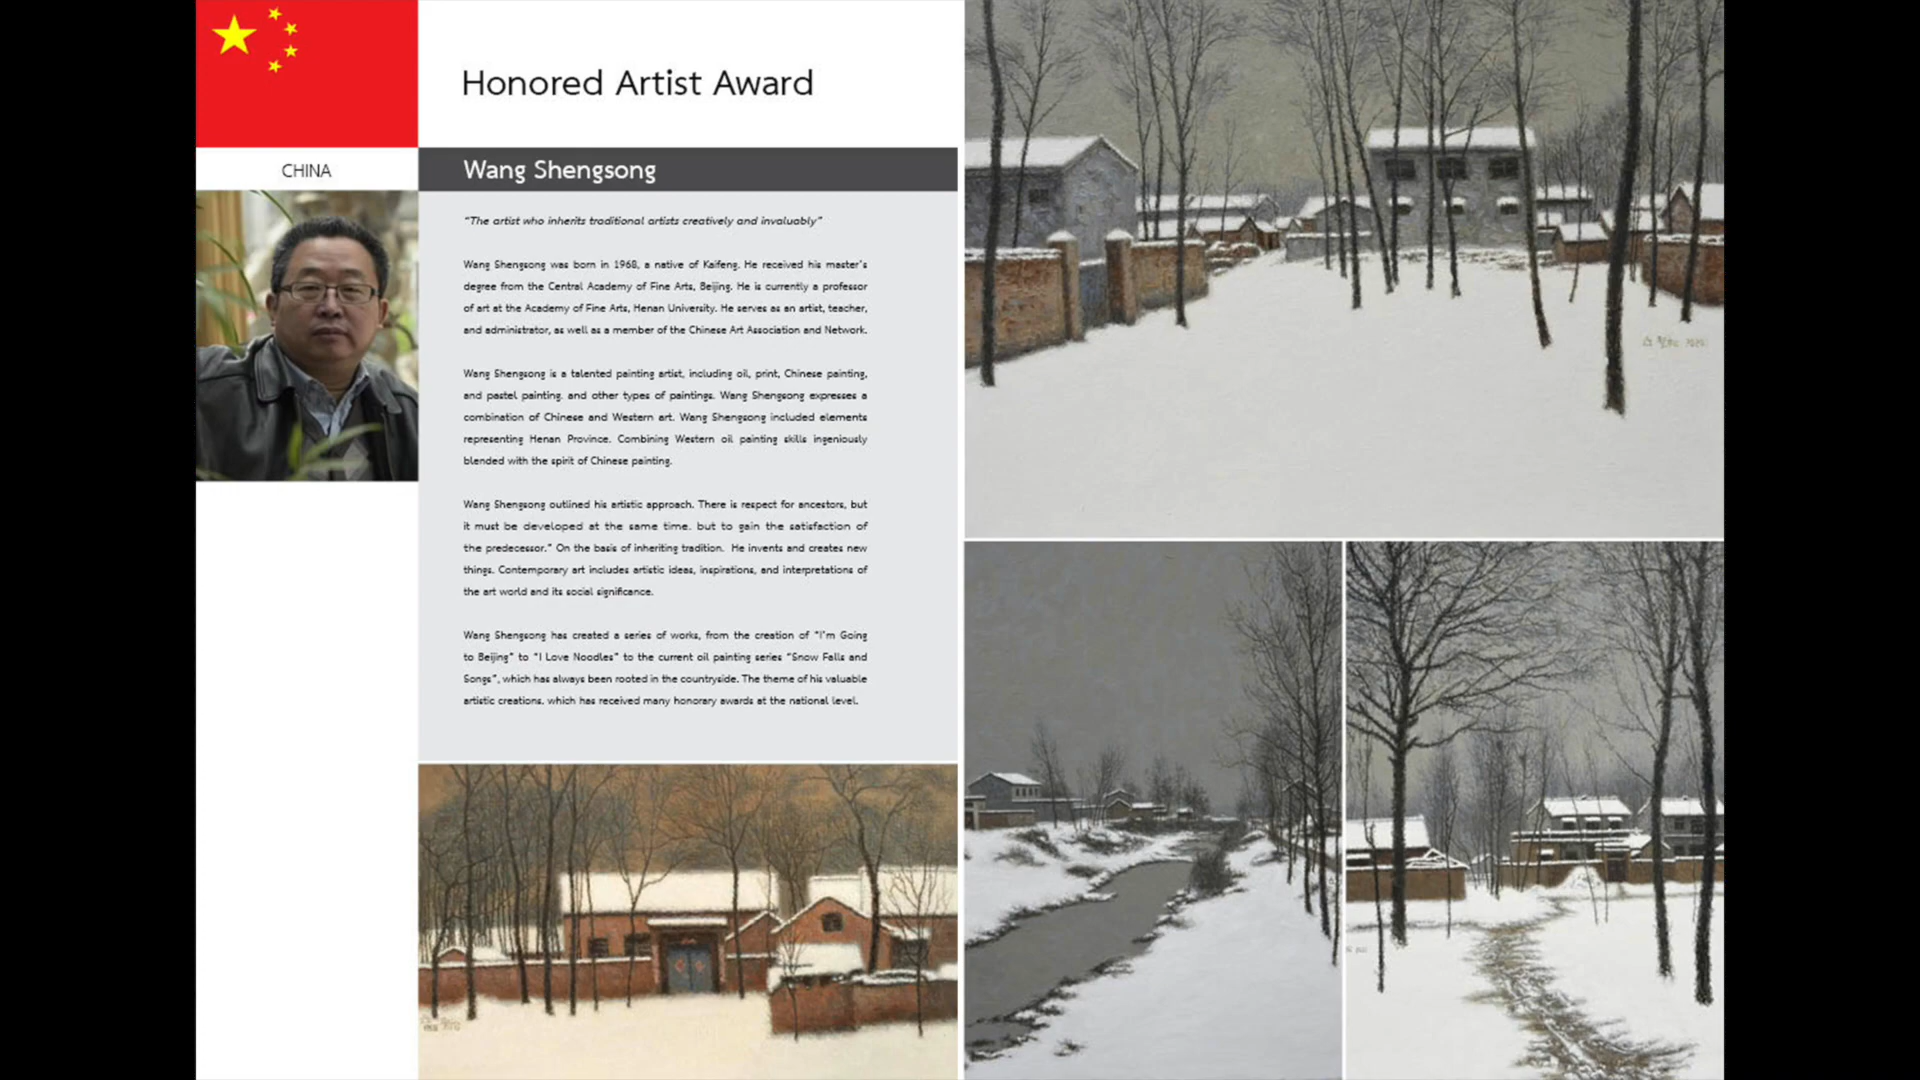 Honored Artist Award
CHINA
Wang Shengsong
“The artist who inherits traditional artists creatively and invaluably”
Wang Shengsong was born in 1968, a native of Kaifeng. He received his master's
degree from the Central Academy of Fine Arts, Beijing. He is currently a professor
of art at the Academy of Fine Arts, Henan University. He serves as an artist, teacher,
and administrator, as well as a member of the Chinese Art Association and Network.
Wang Shengsong is a talented painting artist, including oil, print, Chinese painting,
and pastel painting. and other types of paintings. Wang Shengsong expresses a
combination of Chinese and Western art. Wang Shengsong included elements
representing Henan Province. Combining Western oil painting skills ingeniously
blended with the spirit of Chinese painting.
Wang Shengsong outlined his artistic approach. There is respect for ancestors, but
it must be developed at the same time. but to gain the satisfaction of
the predecessor.” On the basis of inheriting tradition. He invents and creates new
things. Contemporary art includes artistic ideas, inspirations, and interpretations of
the art world and its social significance.
Wang Shengsong has created a series of works, from the creation of “I'm Going
to Beijing” to “I Love Noodles” to the current oil painting series “Snow Falls and
Songs”, which has always been rooted in the countryside. The theme of his valuable
artistic creations. which has received many honorary awards at the national level.